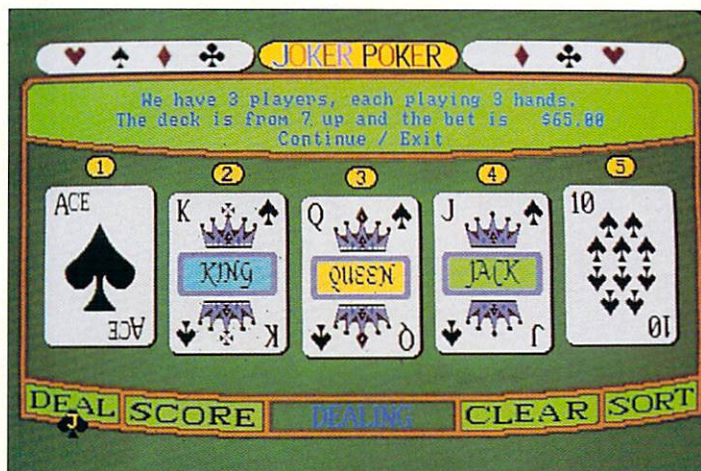 JOKER POKER
We have 3 players, each playing 3 hands.
The deck is from 7 up and the bet is $65.00
Continue / Exit
1 2 3 4 5
ACE K Q J 10
KING QUEEN JACK
ACE K Q J 10
DEAL SCORE DEALING CLEAR SORT
J